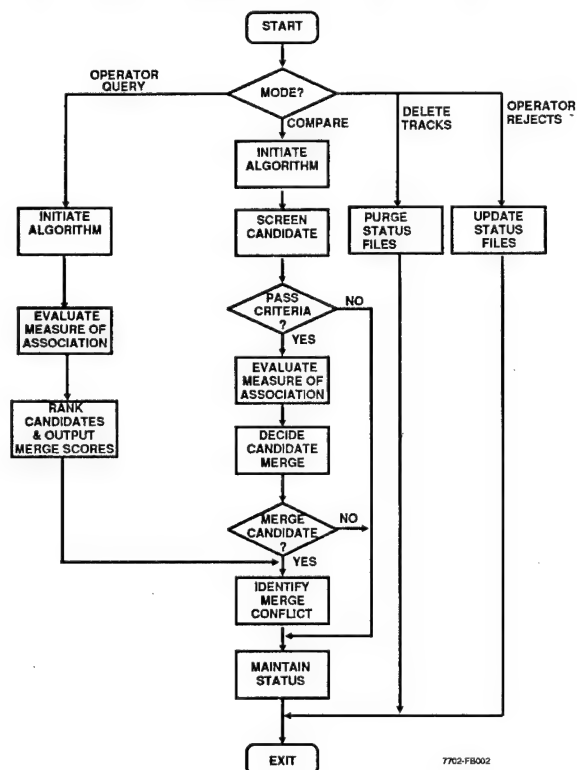 START
OPERATOR
QUERY
MODE?
COMPARE
DELETE
TRACKS
OPERATOR
REJECTS
INITIATE
ALGORITHM
INITIATE
ALGORITHM
SCREEN
CANDIDATE
PURGE
STATUS
FILES
UPDATE
STATUS
FILES
EVALUATE
MEASURE OF
ASSOCIATION
PASS
CRITERIA
?
NO
YES
RANK
CANDIDATES
& OUTPUT
MERGE SCORES
EVALUATE
MEASURE OF
ASSOCIATION
DECIDE
CANDIDATE
MERGE
MERGE
CANDIDATE
?
NO
YES
IDENTIFY
MERGE
CONFLICT
MAINTAIN
STATUS
EXIT
7702-FB002